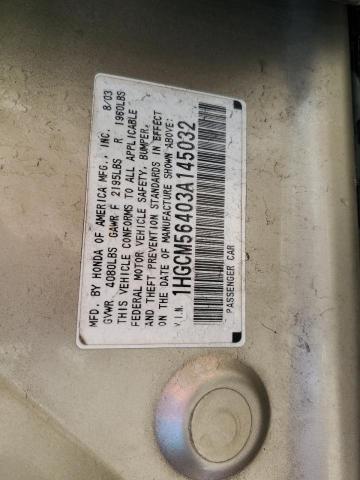 MFD. BY HONDA OF AMERICA MFG., INC. 8/03
GVWR 4080LBS GAWR F 2195LBS R 1960LBS
THIS VEHICLE CONFORMS TO ALL APPLICABLE
FEDERAL MOTOR VEHICLE SAFETY, BUMPER,
AND THEFT PREVENTION STANDARDS IN EFFECT
ON THE DATE OF MANUFACTURE SHOWN ABOVE:
V.I.N. 1HGCM56403A145032
PASSENGER CAR